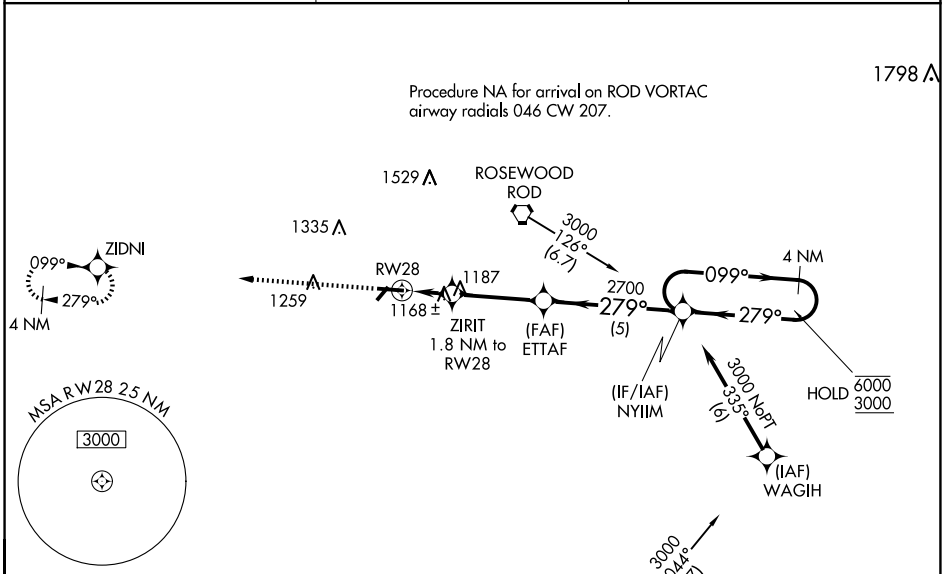 1798
Procedure NA for arrival on ROD VORTAC
airway radials 046 CW 207.
1529
ROSEWOOD
ROD
3000
126°
(6.7)
1335
ZIDNI
099°
279°
4 NM
1259
RW28
1187
1168 ±
ZIRIT
1.8 NM to
RW28
(FAF)
ETTAF
2700
279°
(5)
099°
4 NM
279°
(IF/IAF)
NYIIM
HOLD
6000
3000
3000 NoPT
335°
(6)
(IAF)
WAGIH
MSA RW28 25 NM
3000
3000
044°